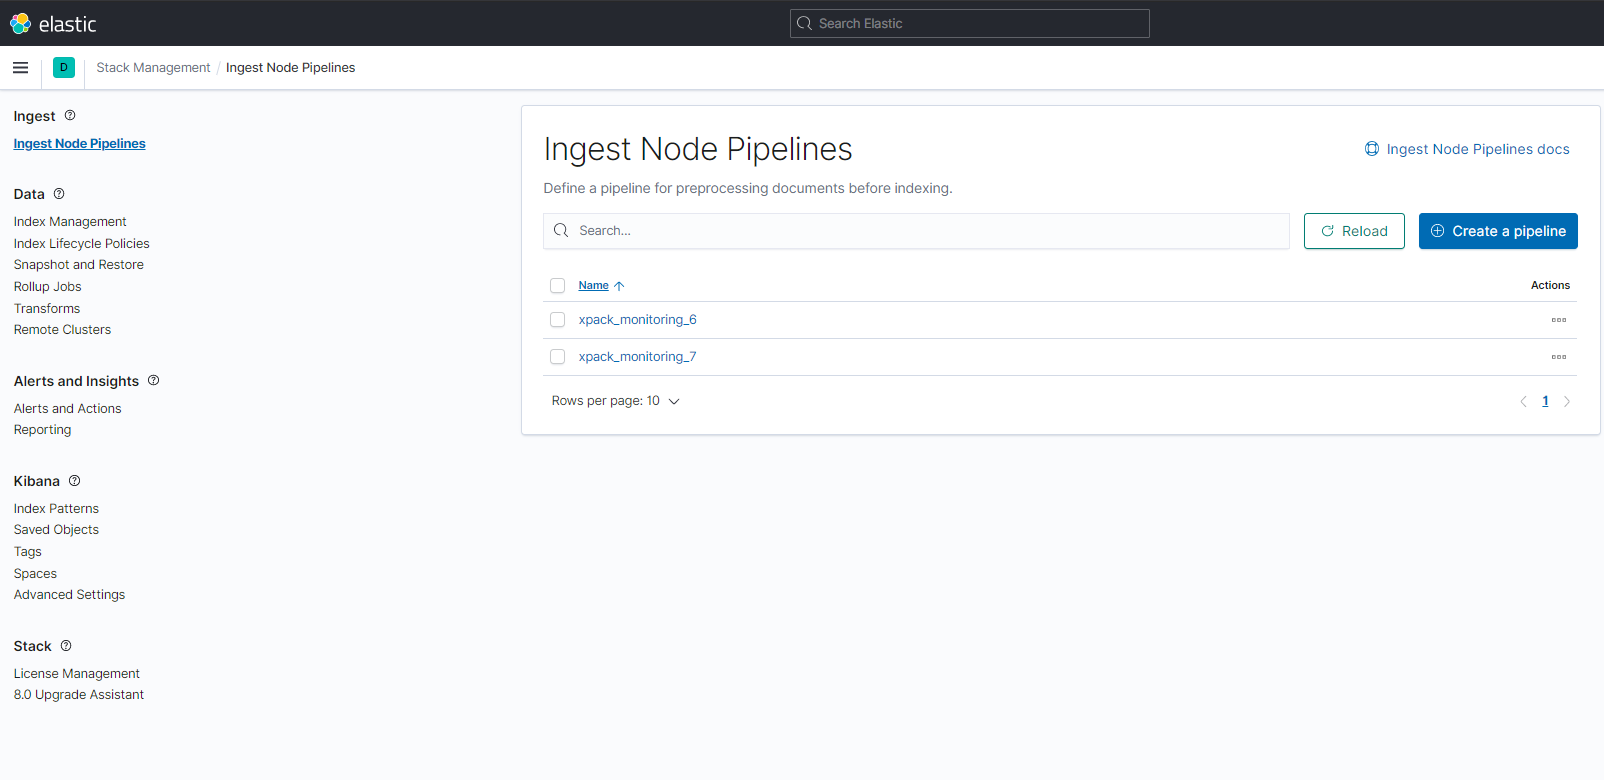 elastic
Search Elastic
D
Stack Management / Ingest Node Pipelines
Ingest
Ingest Node Pipelines
Data
Index Management
Index Lifecycle Policies
Snapshot and Restore
Rollup Jobs
Transforms
Remote Clusters
Alerts and Insights
Alerts and Actions
Reporting
Kibana
Index Patterns
Saved Objects
Tags
Spaces
Advanced Settings
Stack
License Management
8.0 Upgrade Assistant
Ingest Node Pipelines
Ingest Node Pipelines docs
Define a pipeline for preprocessing documents before indexing.
Search...
Reload
Create a pipeline
Name
Actions
xpack_monitoring_6
xpack_monitoring_7
Rows per page: 10
1